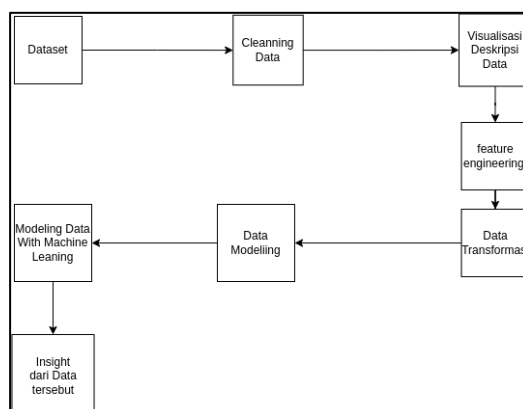 Dataset
Cleanning
Data
Visualisasi
Deskripsi
Data
feature
engineering
Data
Transformas
Data
Modeliing
Modeling Data
With Machine
Leaning
Insight
dari Data
tersebut